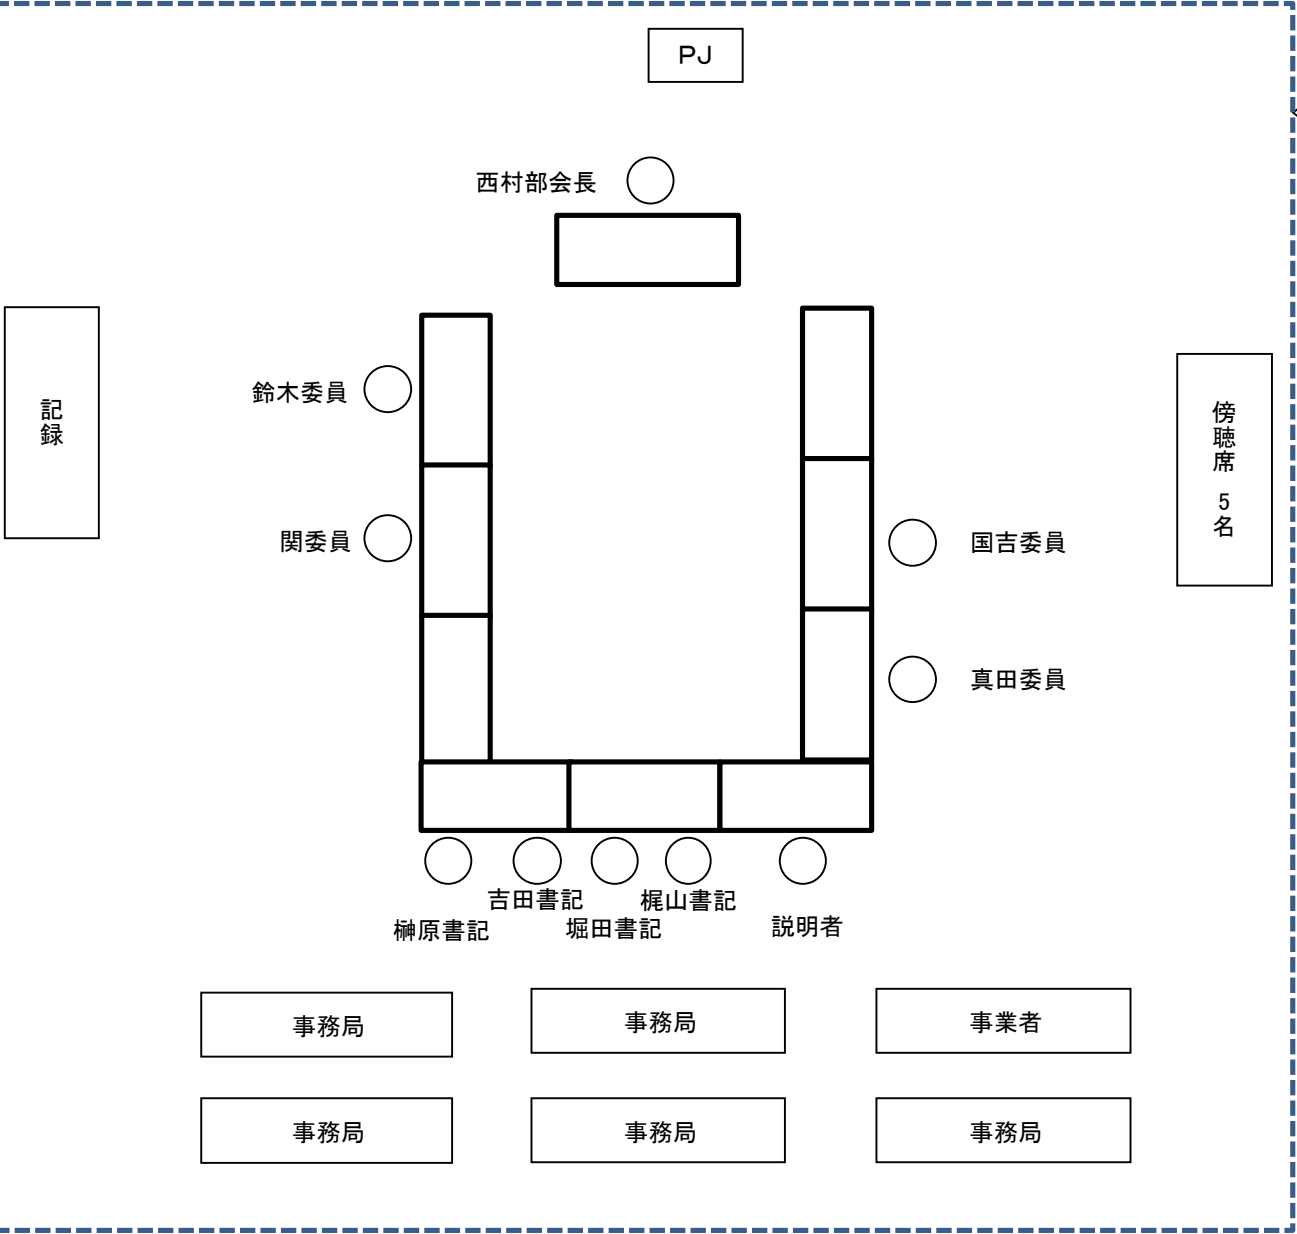 ＰＪ
西村部会長
鈴木委員
記録
傍聴席 5名
関委員
国吉委員
真田委員
吉田書記
梶山書記
榊原書記
堀田書記
説明者
事務局
事務局
事業者
事務局
事務局
事務局